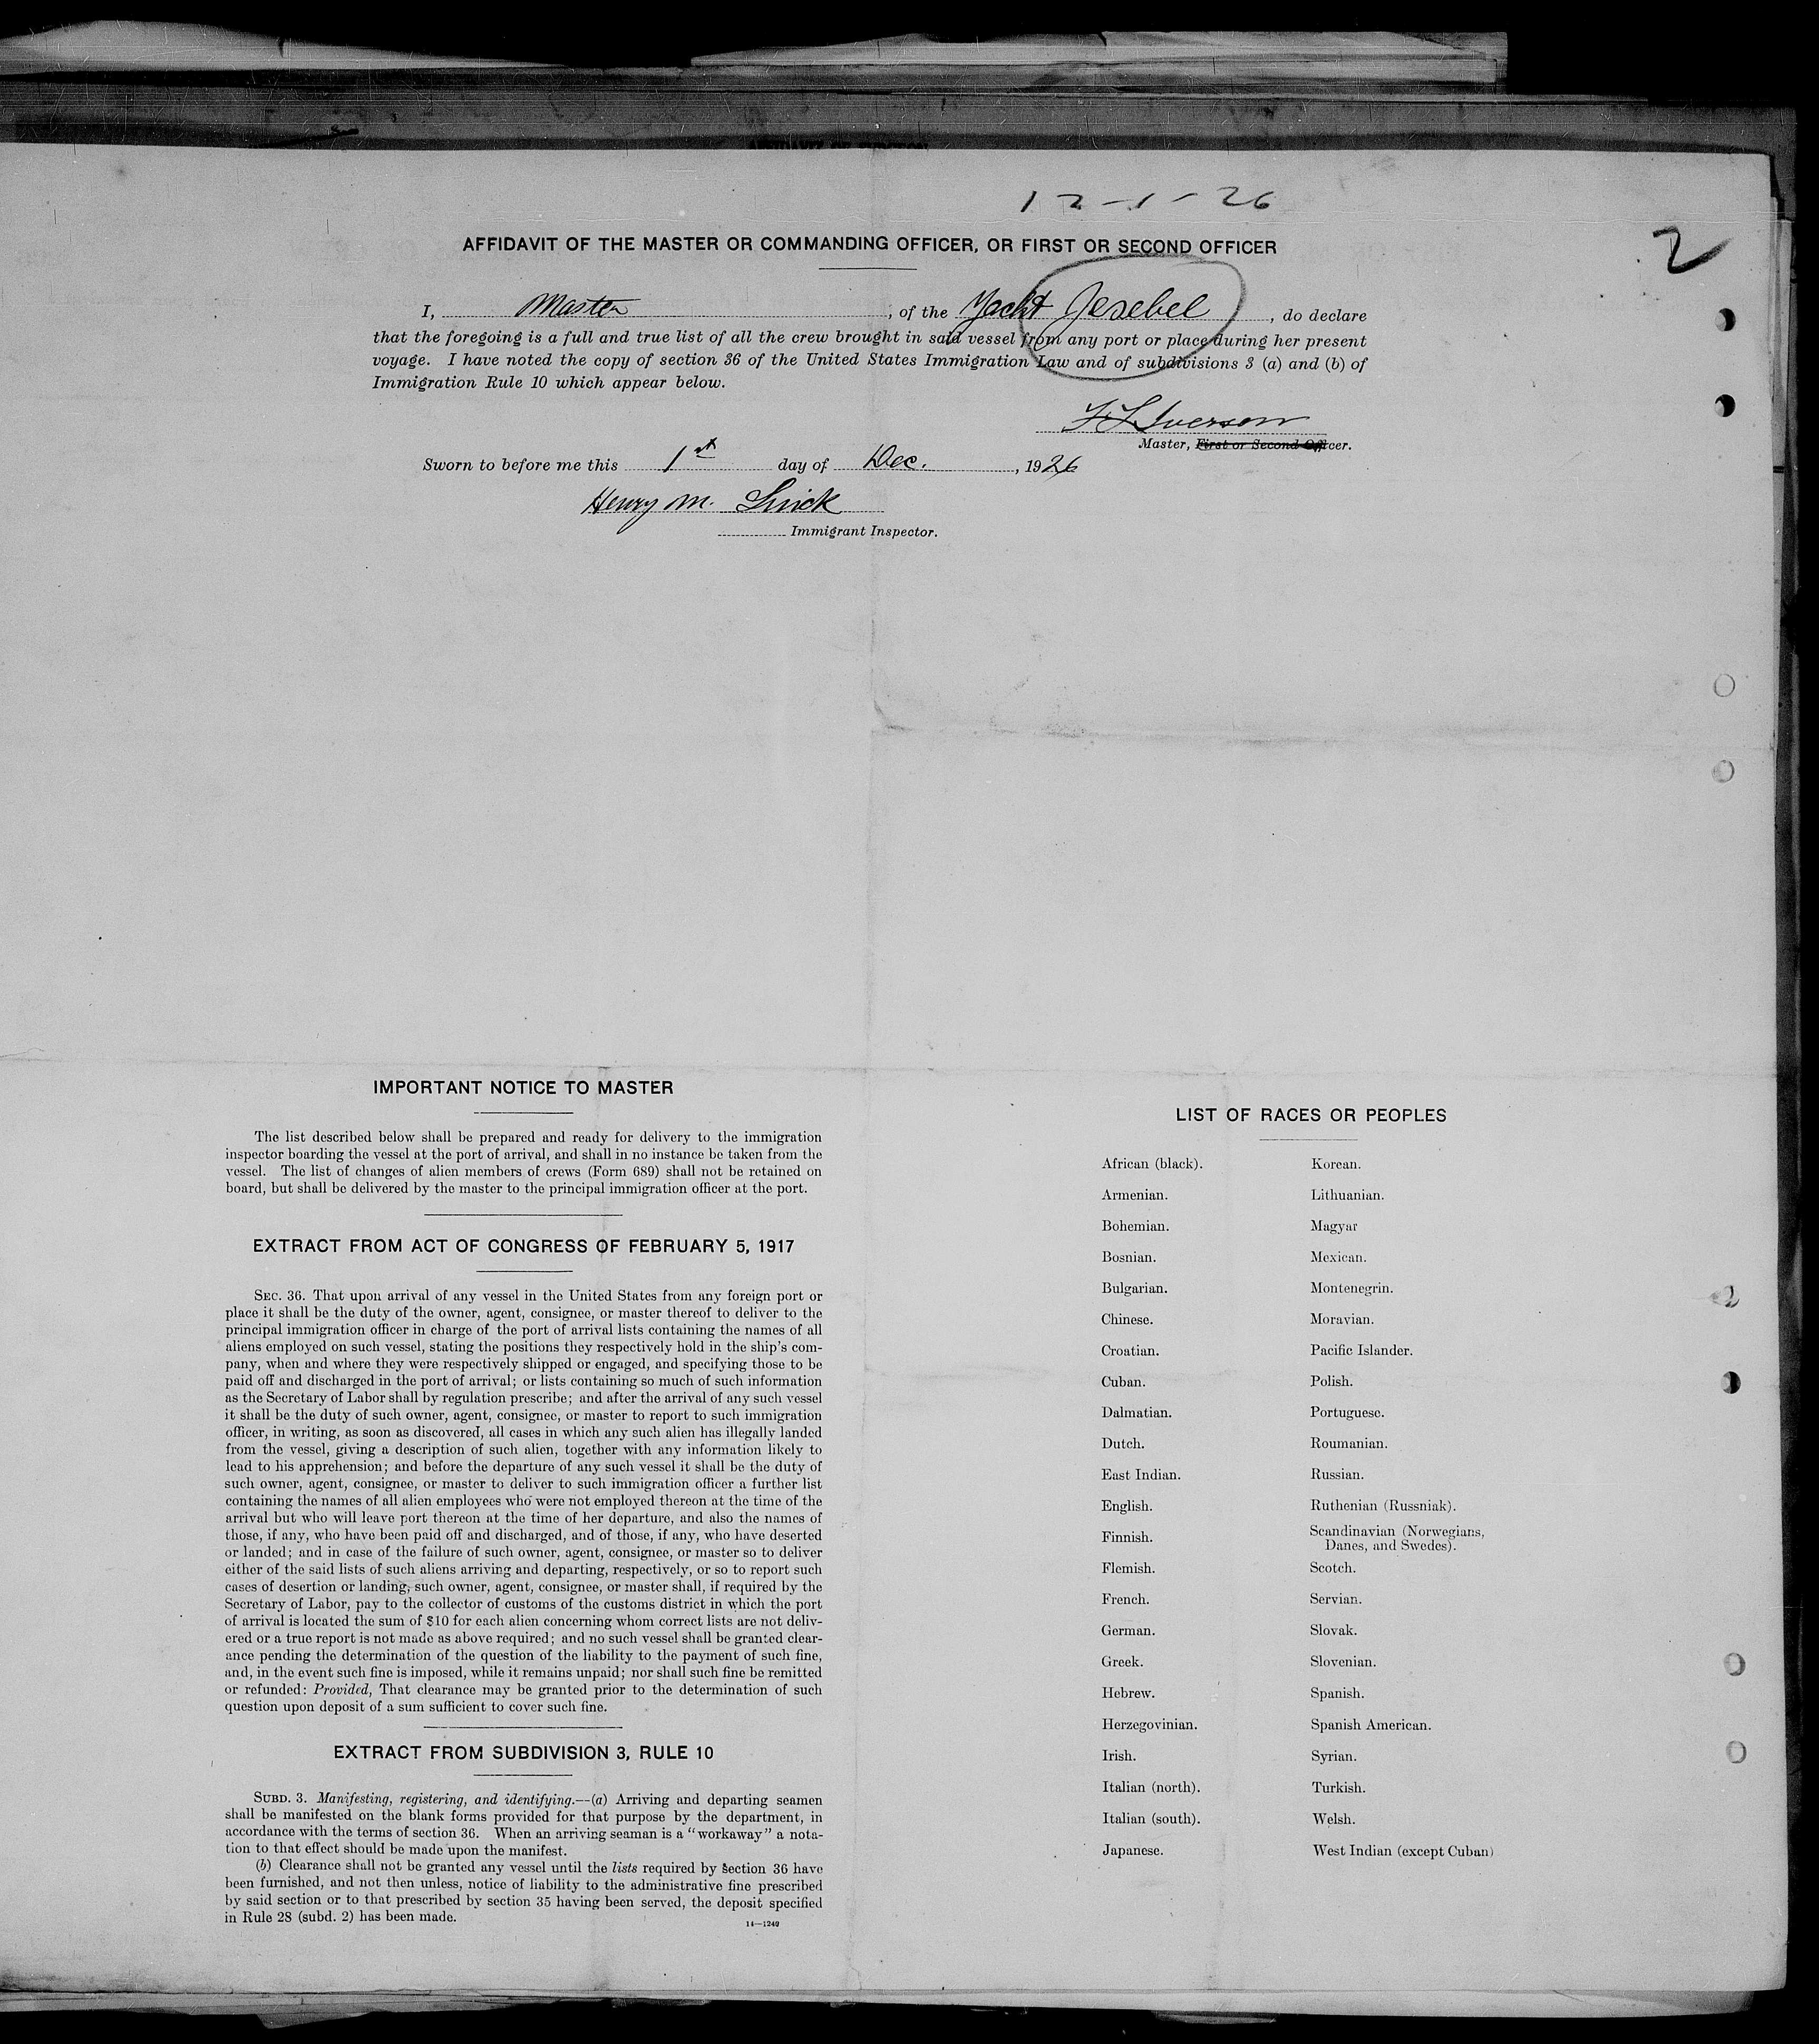 12-1-26
2
AFFIDAVIT OF THE MASTER OR COMMANDING OFFICER, OR FIRST OR SECOND OFFICER
I, Master, of the Yacht Jesebel, do declare
that the foregoing is a full and true list of all the crew brought in said vessel from any port or place during her present
voyage. I have noted the copy of section 36 of the United States Immigration Law and of subdivisions 3 (a) and (b) of
Immigration Rule 10 which appear below.
F L Iverson
Master, First or Second Officer.
Sworn to before me this 1st day of Dec., 1926
Henry M.
Immigrant Inspector.
IMPORTANT NOTICE TO MASTER
The list described below shall be prepared and ready for delivery to the immigration
inspector boarding the vessel at the port of arrival, and shall in no instance be taken from the
vessel. The list of changes of alien members of crews (Form 689) shall not be retained on
board, but shall be delivered by the master to the principal immigration officer at the port.
EXTRACT FROM ACT OF CONGRESS OF FEBRUARY 5, 1917
SEC. 36. That upon arrival of any vessel in the United States from any foreign port or
place it shall be the duty of the owner, agent, consignee, or master thereof to deliver to the
principal immigration officer in charge of the port of arrival lists containing the names of all
aliens employed on such vessel, stating the positions they respectively hold in the ship's com-
pany, when and where they were respectively shipped or engaged, and specifying those to be
paid off and discharged in the port of arrival; or lists containing so much of such information
as the Secretary of Labor shall by regulation prescribe; and after the arrival of any such vessel
it shall be the duty of such owner, agent, consignee, or master to report to such immigration
officer, in writing, as soon as discovered, all cases in which any such alien has illegally landed
from the vessel, giving a description of such alien, together with any information likely to
lead to his apprehension; and before the departure of any such vessel it shall be the duty of
such owner, agent, consignee, or master to deliver to such immigration officer a further list
containing the names of all alien employees who were not employed thereon at the time of the
arrival but who will leave port thereon at the time of her departure, and also the names of
those, if any, who have been paid off and discharged, and of those, if any, who have deserted
or landed; and in case of the failure of such owner, agent, consignee, or master so to deliver
either of the said lists of such aliens arriving and departing, respectively, or so to report such
cases of desertion or landing, such owner, agent, consignee, or master shall, if required by the
Secretary of Labor, pay to the collector of customs of the customs district in which the port
of arrival is located the sum of $10 for each alien concerning whom correct lists are not deliv-
ered or a true report is not made as above required; and no such vessel shall be granted clear-
ance pending the determination of the question of the liability to the payment of such fine,
and, in the event such fine is imposed, while it remains unpaid; nor shall such fine be remitted
or refunded: Provided, That clearance may be granted prior to the determination of such
question upon deposit of a sum sufficient to cover such fine.
EXTRACT FROM SUBDIVISION 3, RULE 10
SUBD. 3. Manifesting, registering, and identifying.—(a) Arriving and departing seamen
shall be manifested on the blank forms provided for that purpose by the department, in
accordance with the terms of section 36. When an arriving seaman is a "workaway" a nota-
tion to that effect should be made upon the manifest.
(b) Clearance shall not be granted any vessel until the lists required by section 36 have
been furnished, and not then unless, notice of liability to the administrative fine prescribed
by said section or to that prescribed by section 35 having been served, the deposit specified
in Rule 28 (subd. 2) has been made.
14—1240
LIST OF RACES OR PEOPLES
African (black). Korean.
Armenian. Lithuanian.
Bohemian. Magyar
Bosnian. Mexican.
Bulgarian. Montenegrin.
Chinese. Moravian.
Croatian. Pacific Islander.
Cuban. Polish.
Dalmatian. Portuguese.
Dutch. Roumanian.
East Indian. Russian.
English. Ruthenian (Russniak).
Finnish. Scandinavian (Norwegians,
Danes, and Swedes).
Flemish. Scotch.
French. Servian.
German. Slovak.
Greek. Slovenian.
Hebrew. Spanish.
Herzegovinian. Spanish American.
Irish. Syrian.
Italian (north). Turkish.
Italian (south). Welsh.
Japanese. West Indian (except Cuban)